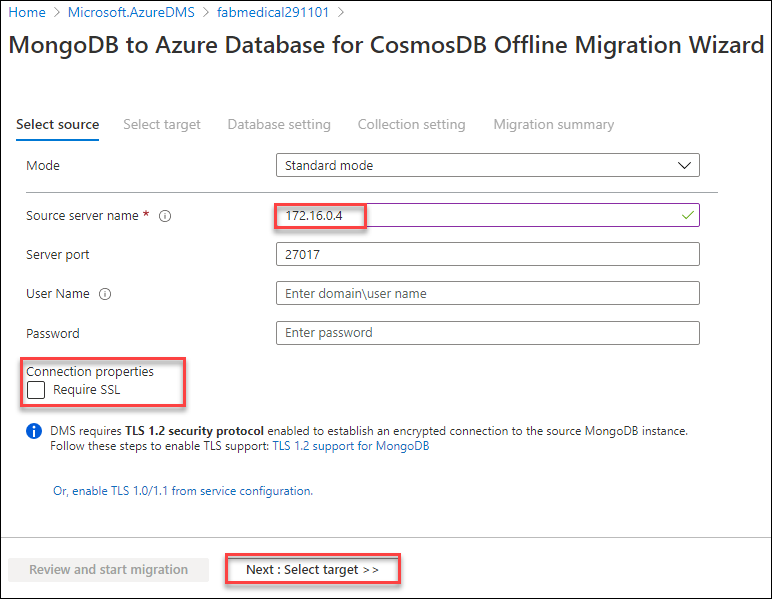 Home > Microsoft.AzureDMS > fabmedical291101 >
MongoDB to Azure Database for CosmosDB Offline Migration Wizard
Select source Select target Database setting Collection setting Migration summary
Mode Standard mode
Source server name * 172.16.0.4
Server port 27017
User Name Enter domain\user name
Password Enter password
Connection properties
Require SSL
DMS requires TLS 1.2 security protocol enabled to establish an encrypted connection to the source MongoDB instance.
Follow these steps to enable TLS support: TLS 1.2 support for MongoDB
Or, enable TLS 1.0/1.1 from service configuration.
Review and start migration Next : Select target >>